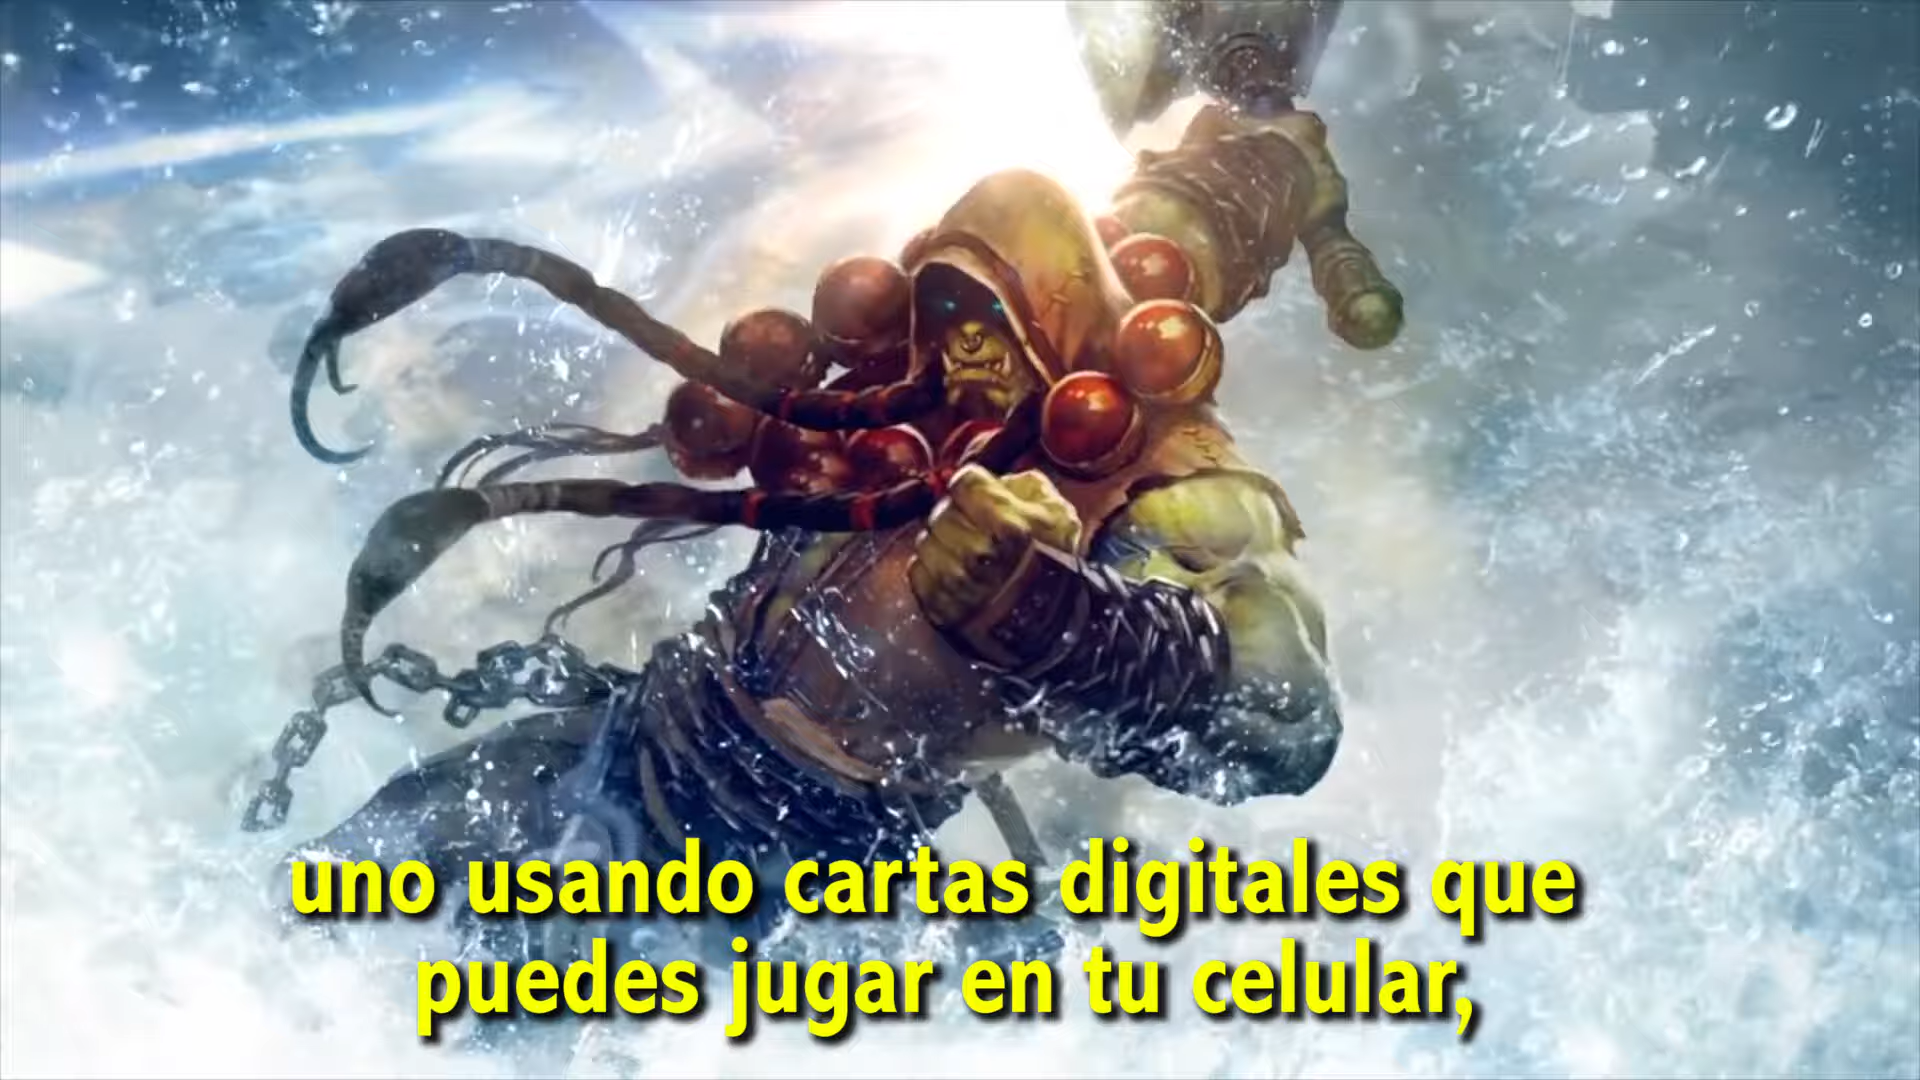 uno usando cartas digitales que
puedes jugar en tu celular,